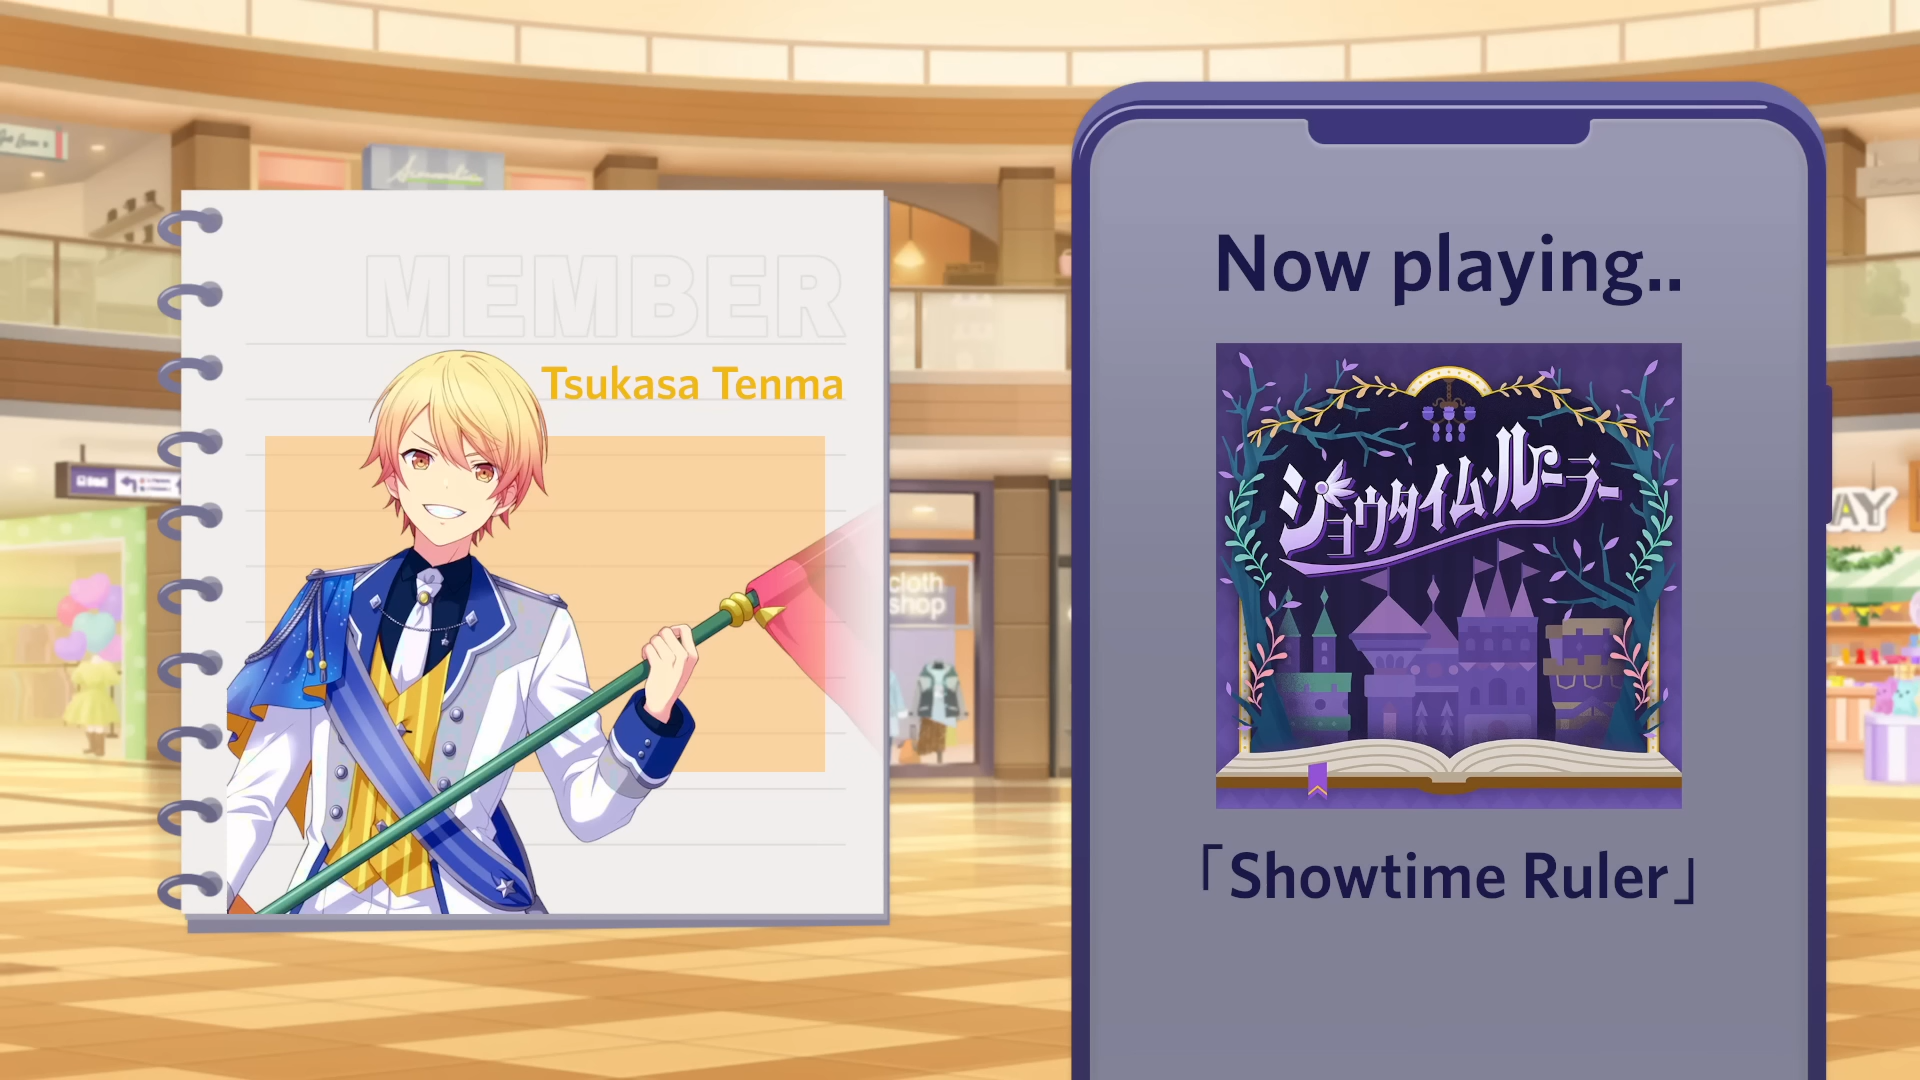 MEMBER
Tsukasa Tenma
Now playing..
ショウタイム・ルーラー
「Showtime Ruler」
cloth
shop
AY